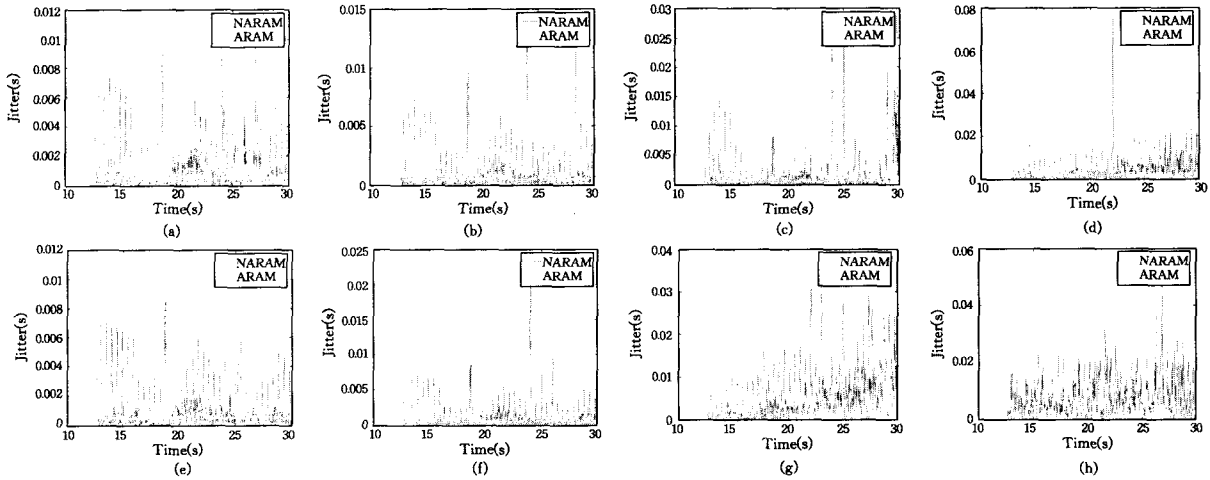 0.012
0.01
0.008
0.006
0.004
0.002
0
Jitter(s)
NARAM
ARAM
10 15 20 25 30
Time(s)
(a)
0.015
0.01
0.005
0
Jitter(s)
NARAM
ARAM
10 15 20 25 30
Time(s)
(b)
0.03
0.025
0.02
0.015
0.01
0.005
0
Jitter(s)
NARAM
ARAM
10 15 20 25 30
Time(s)
(c)
0.08
0.06
0.04
0.02
0
Jitter(s)
NARAM
ARAM
10 15 20 25 30
Time(s)
(d)
0.012
0.01
0.008
0.006
0.004
0.002
0
Jitter(s)
NARAM
ARAM
10 15 20 25 30
Time(s)
(e)
0.025
0.02
0.015
0.01
0.005
0
Jitter(s)
NARAM
ARAM
10 15 20 25 30
Time(s)
(f)
0.04
0.03
0.02
0.01
0
Jitter(s)
NARAM
ARAM
10 15 20 25 30
Time(s)
(g)
0.06
0.04
0.02
0
Jitter(s)
NARAM
ARAM
10 15 20 25 30
Time(s)
(h)